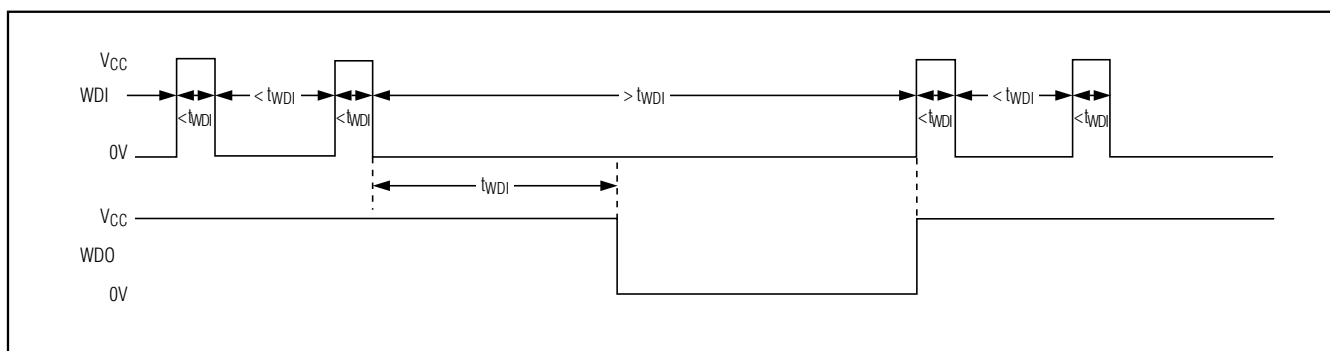 VCC
WDI
< tWDI
> tWDI
< tWDI
<tWDI
<tWDI
<tWDI
<tWDI
0V
tWDI
VCC
WDO
0V